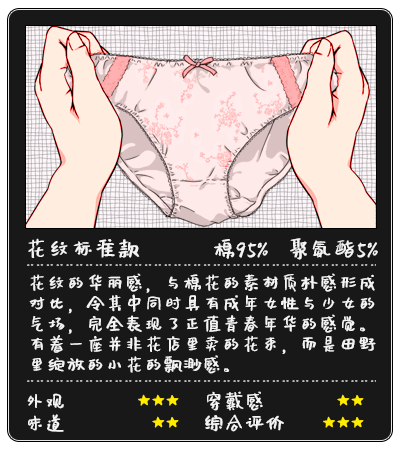 花纹标准款 棉95% 聚氨酯5%
花纹的华丽感，与棉花的素材质扑感形成
对比，令其中同时具有成年女性与少女的
气场，完全表现了正值青春年华的感觉。
有着一座并非花店里卖的花束，而是田野
里绽放的小花的飘渺感。
外观 ★★★ 穿戴感 ★★
味道 ★★ 综合评价 ★★★